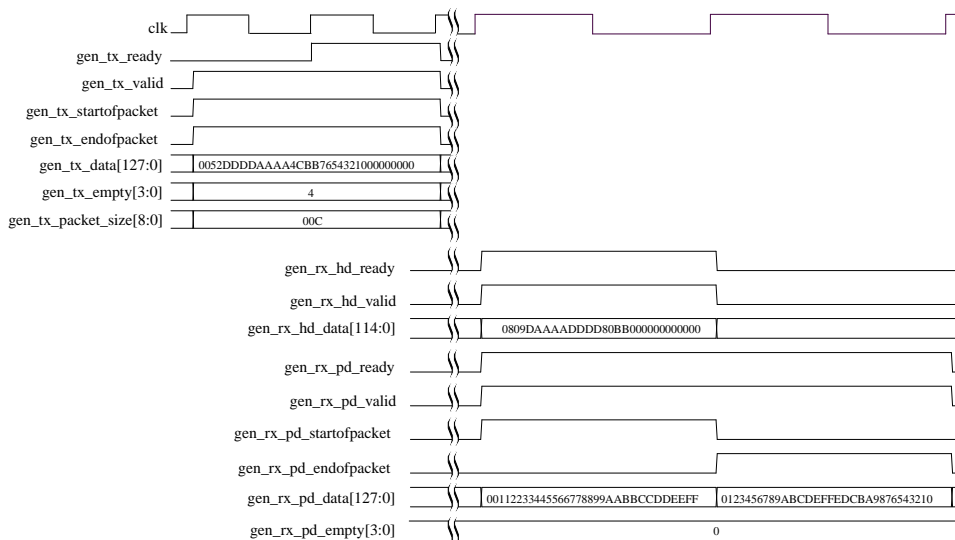 clk
gen_tx_ready
gen_tx_valid
gen_tx_startofpacket
gen_tx_endofpacket
gen_tx_data[127:0] 0052DDDDAAAA4CBB7654321000000000
gen_tx_empty[3:0] 4
gen_tx_packet_size[8:0] 00C
gen_rx_hd_ready
gen_rx_hd_valid
gen_rx_hd_data[114:0] 0809DAAAADDDD80BB000000000000
gen_rx_pd_ready
gen_rx_pd_valid
gen_rx_pd_startofpacket
gen_rx_pd_endofpacket
gen_rx_pd_data[127:0] 00112233445566778899AABBCCDDEEFF 0123456789ABCDEFFEDCBA9876543210
gen_rx_pd_empty[3:0] 0